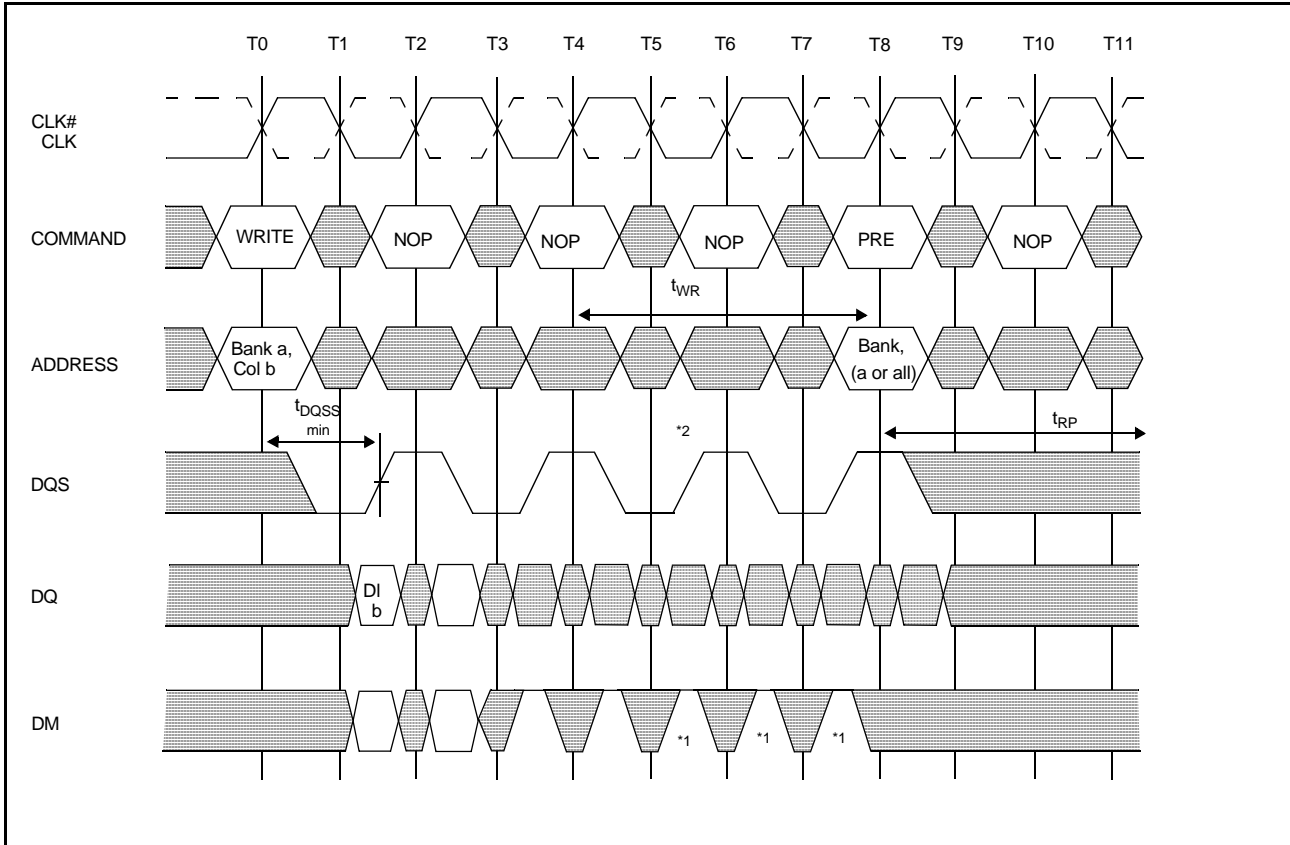 T0 T1 T2 T3 T4 T5 T6 T7 T8 T9 T10 T11
CLK#
CLK
COMMAND WRITE NOP NOP NOP PRE NOP
tWR
ADDRESS Bank a, Col b Bank, (a or all)
tDQSS
min
*2
tRP
DQS
DQ DI b
DM
*1 *1 *1